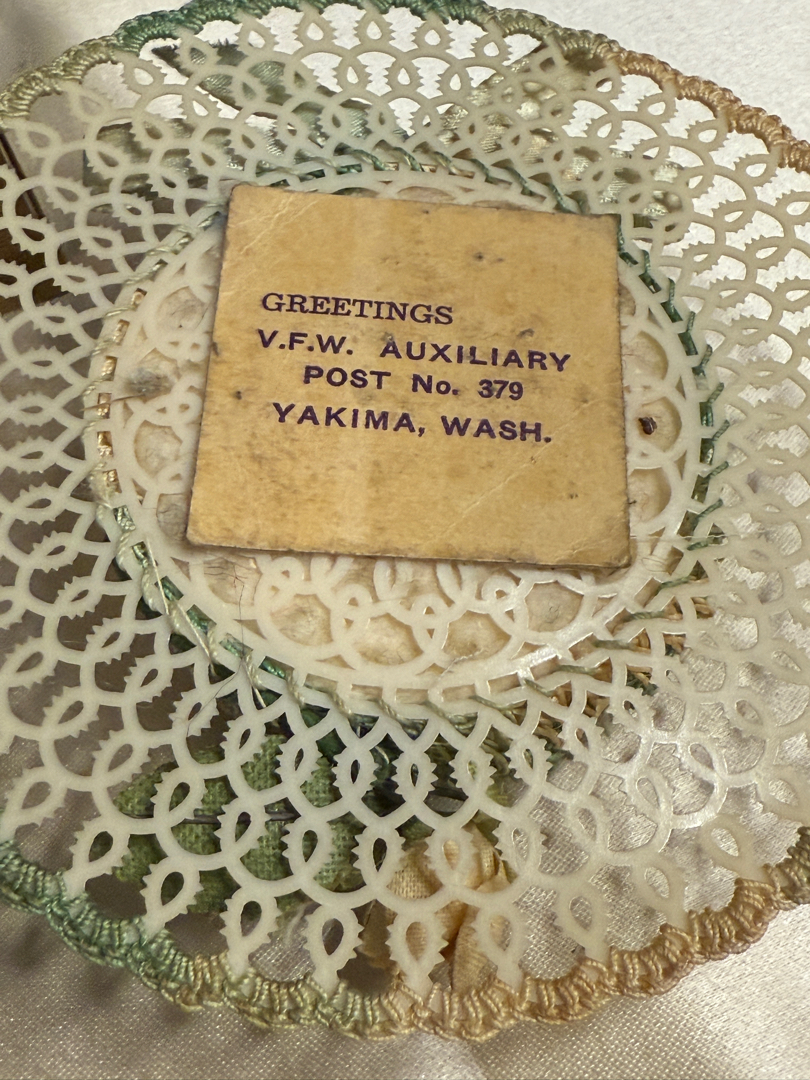 GREETINGS
V.F.W. AUXILIARY
POST No. 379
YAKIMA, WASH.